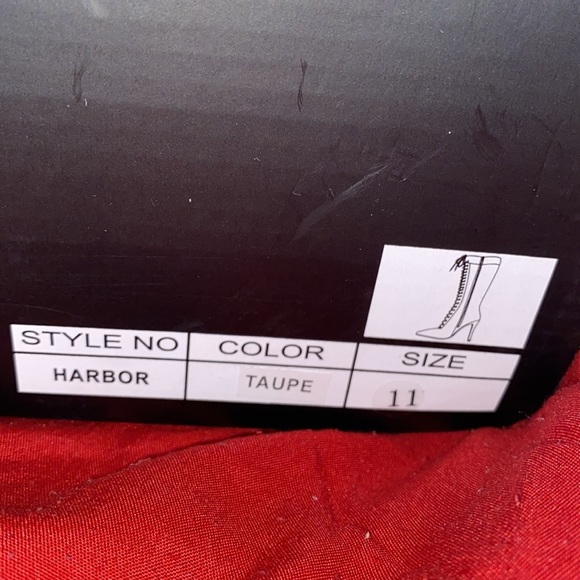 STYLE NO COLOR SIZE
HARBOR TAUPE 11